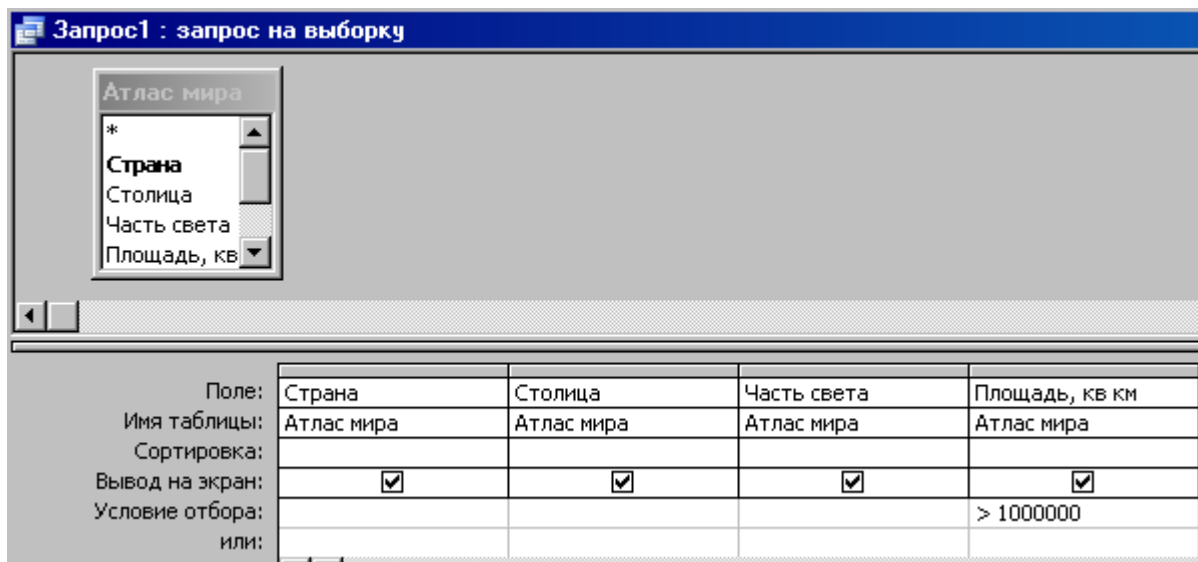 Запрос1 : запрос на выборку
Атлас мира
*
Страна
Столица
Часть света
Площадь, кв
Поле: Страна Столица Часть света Площадь, кв км
Имя таблицы: Атлас мира Атлас мира Атлас мира Атлас мира
Сортировка:
Вывод на экран:
Условие отбора: > 1000000
или: